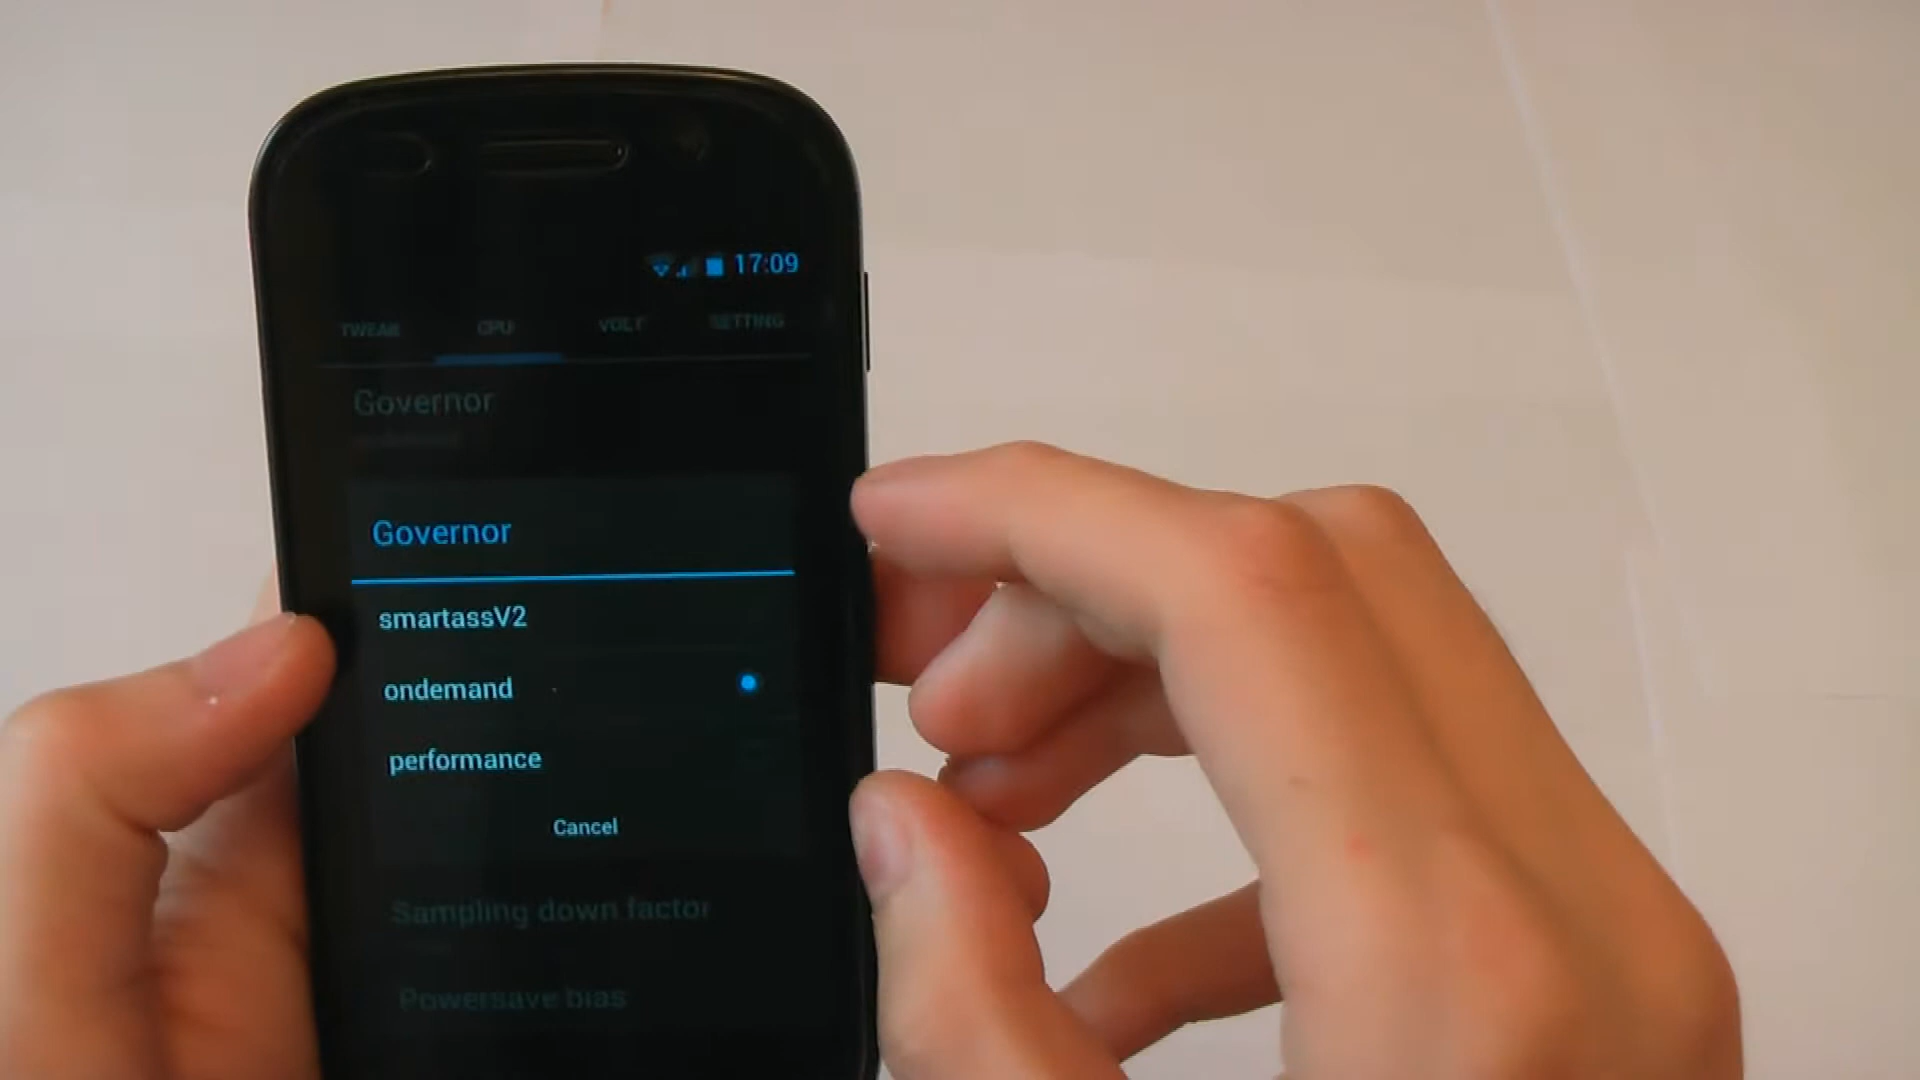 17:09
TWEAK CPU VOLT SETTING
Governor
Governor
smartassV2
ondemand
performance
Cancel
Sampling down factor
Powersave bias